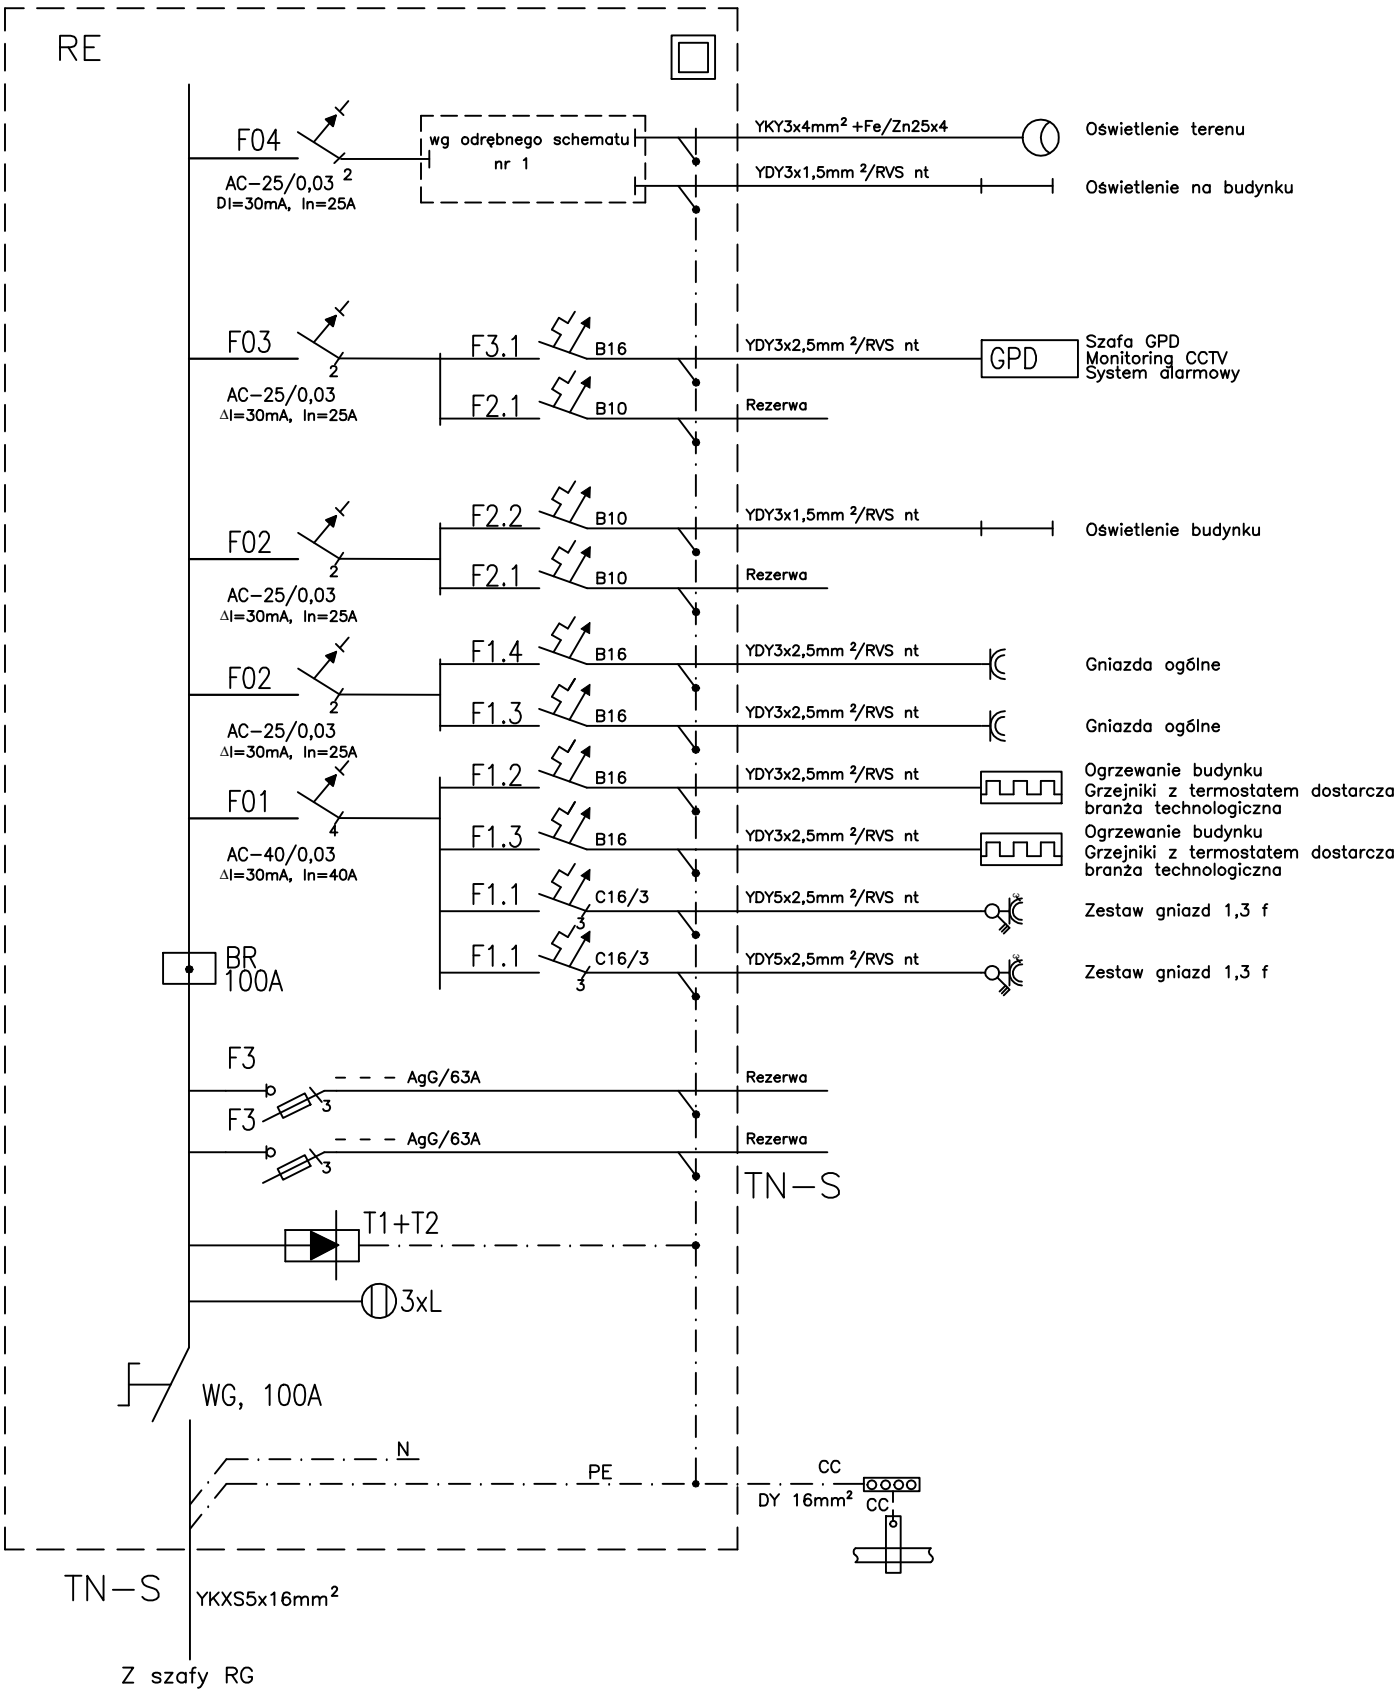 RE
F04
AC-25/0,03
DI=30mA, In=25A
2
wg odrębnego schematu
nr 1
YKY3x4mm²+Fe/Zn25x4
Oświetlenie terenu
YDY3x1,5mm²/RVS nt
Oświetlenie na budynku
F03
AC-25/0,03
ΔI=30mA, In=25A
2
F3.1
B16
YDY3x2,5mm²/RVS nt
GPD
Szafa GPD
Monitoring CCTV
System alarmowy
F2.1
B10
Rezerwa
F02
AC-25/0,03
ΔI=30mA, In=25A
2
F2.2
B10
YDY3x1,5mm²/RVS nt
Oświetlenie budynku
F2.1
B10
Rezerwa
F02
AC-25/0,03
ΔI=30mA, In=25A
2
F1.4
B16
YDY3x2,5mm²/RVS nt
Gniazda ogólne
F1.3
B16
YDY3x2,5mm²/RVS nt
Gniazda ogólne
F01
AC-40/0,03
ΔI=30mA, In=40A
4
F1.2
B16
YDY3x2,5mm²/RVS nt
Ogrzewanie budynku
Grzejniki z termostatem dostarcza
branża technologiczna
F1.3
B16
YDY3x2,5mm²/RVS nt
Ogrzewanie budynku
Grzejniki z termostatem dostarcza
branża technologiczna
F1.1
C16/3
3
YDY5x2,5mm²/RVS nt
Zestaw gniazd 1,3 f
F1.1
C16/3
3
YDY5x2,5mm²/RVS nt
Zestaw gniazd 1,3 f
BR
100A
F3
3
AgG/63A
Rezerwa
F3
3
AgG/63A
Rezerwa
TN-S
T1+T2
3xL
WG, 100A
N
PE
CC
DY 16mm²
CC
TN-S
YKXS5x16mm²
Z szafy RG